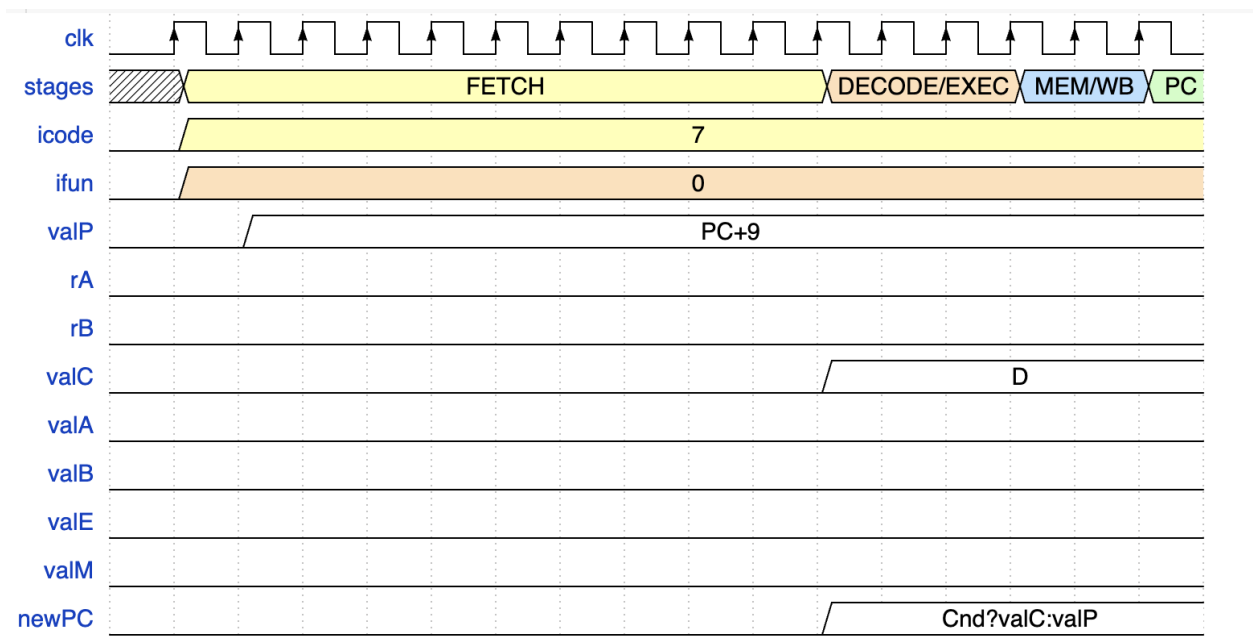 clk
stages FETCH DECODE/EXEC MEM/WB PC
icode 7
ifun 0
valP PC+9
rA
rB
valC D
valA
valB
valE
valM
newPC Cnd?valC:valP